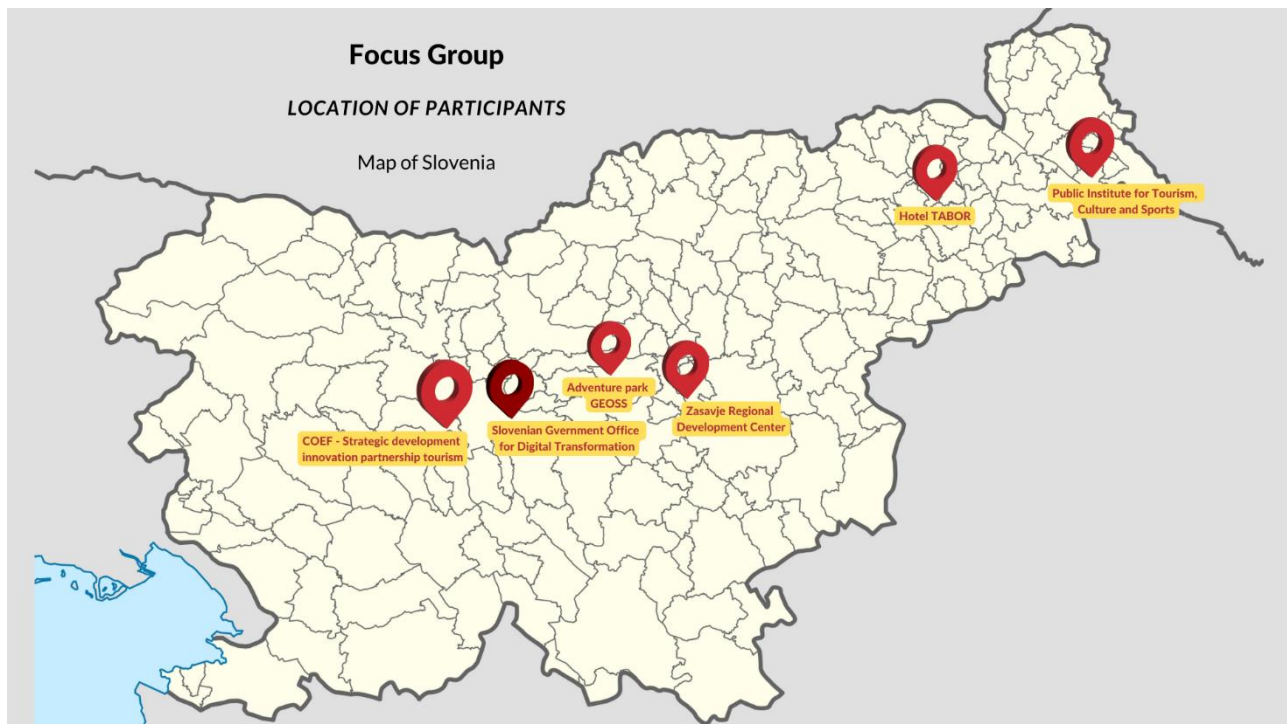 Focus Group
LOCATION OF PARTICIPANTS
Map of Slovenia
Public Institute for Tourism,
Culture and Sports
Hotel TABOR
Adventure park
GEOSS
Zasavje Regional
Development Center
COEF - Strategic development
innovation partnership tourism
Slovenian Gvernment Office
for Digital Transformation